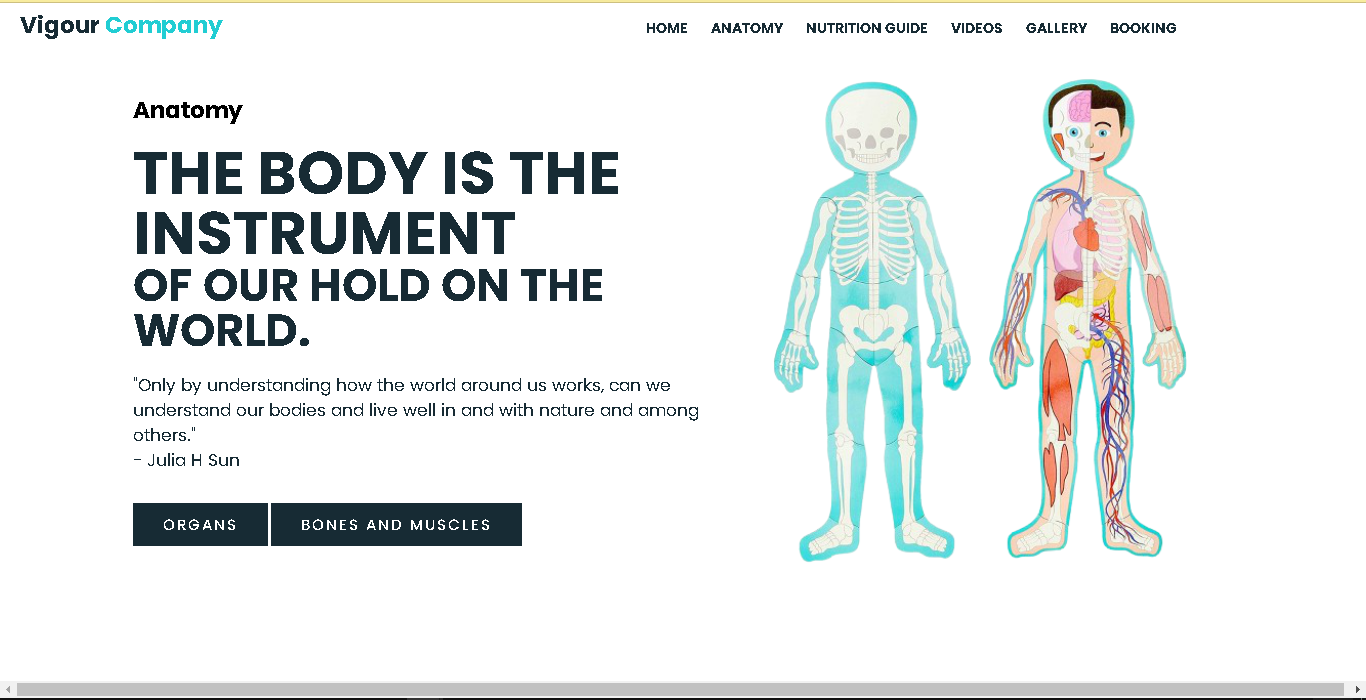 Vigour Company
HOME ANATOMY NUTRITION GUIDE VIDEOS GALLERY BOOKING
Anatomy
THE BODY IS THE
INSTRUMENT
OF OUR HOLD ON THE
WORLD.
"Only by understanding how the world around us works, can we
understand our bodies and live well in and with nature and among
others."
- Julia H Sun
ORGANS BONES AND MUSCLES